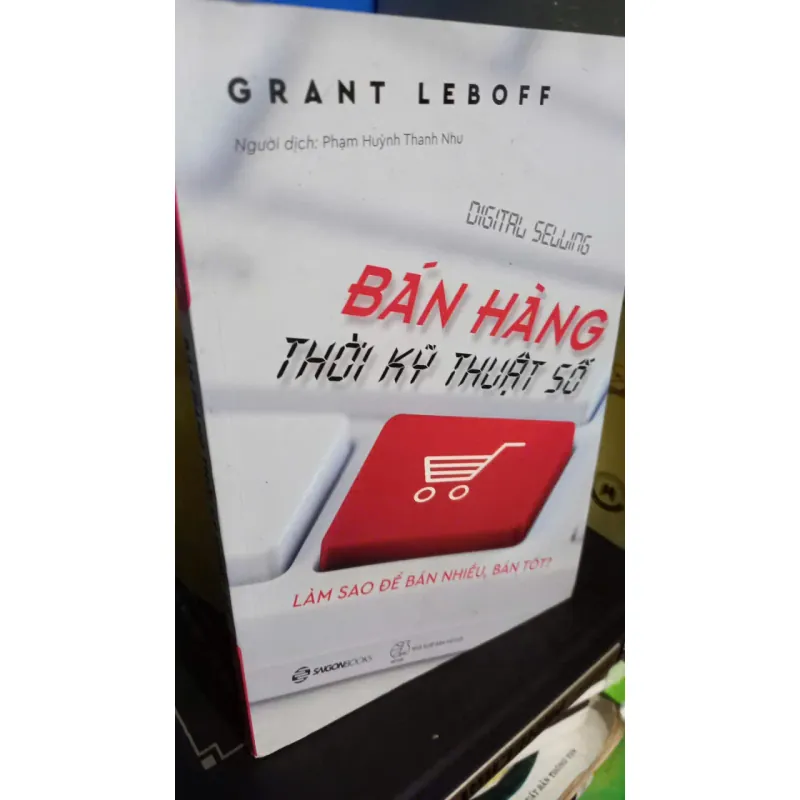 GRANT LEBOFF
Người dịch: Phạm Huỳnh Thanh Như
DIGITAL SELLING
BÁN HÀNG
THỜI KỸ THUẬT SỐ
LÀM SAO ĐỂ BÁN NHIỀU, BÁN TỐT?
SAIGONBOOKS